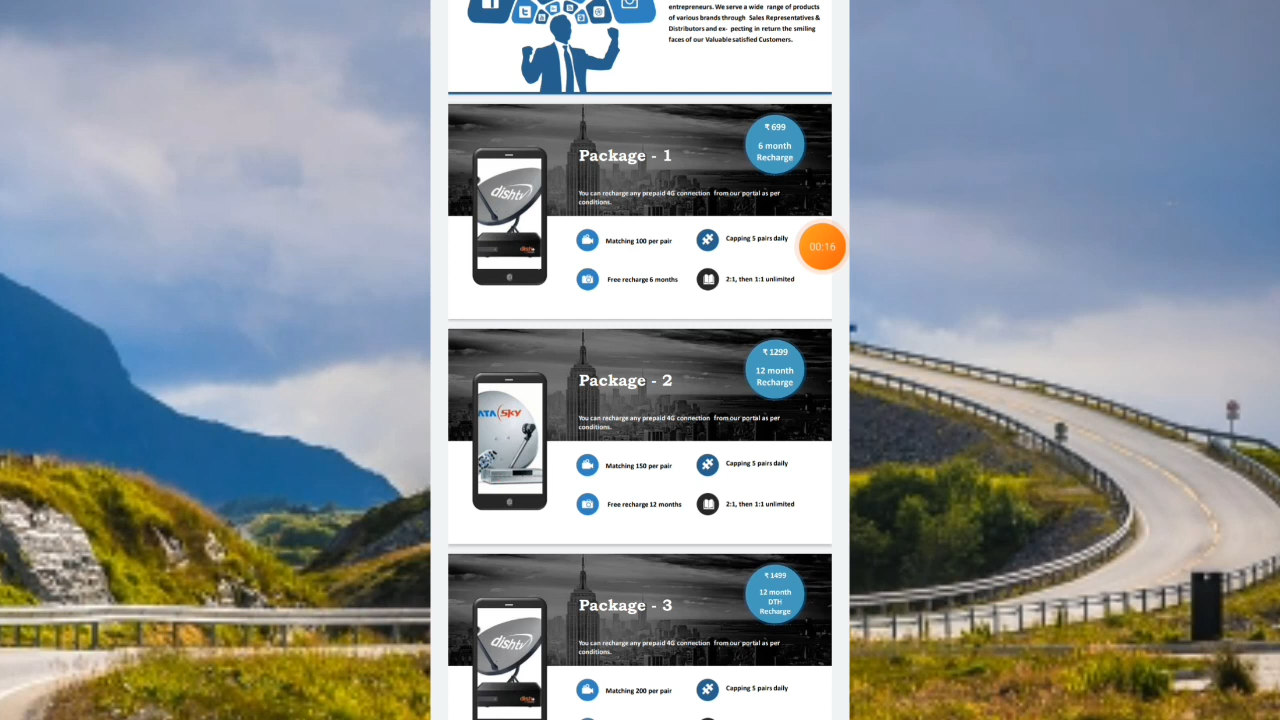 entrepreneurs. We serve a wide range of products
of various brands through Sales Representatives &
Distributors and ex- pecting in return the smiling
faces of our Valuable satisfied Customers.
₹ 699
6 month
Recharge
Package - 1
dishtv
You can recharge any prepaid 4G connection from our portal as per
conditions.
Matching 100 per pair
Capping 5 pairs daily
00:16
Free recharge 6 months
2:1, then 1:1 unlimited
₹ 1299
12 month
Recharge
Package - 2
ATA SKY
You can recharge any prepaid 4G connection from our portal as per
conditions.
Matching 150 per pair
Capping 5 pairs daily
Free recharge 12 months
2:1, then 1:1 unlimited
₹ 1499
12 month
DTH
Recharge
Package - 3
dishtv
You can recharge any prepaid 4G connection from our portal as per
conditions.
Matching 200 per pair
Capping 5 pairs daily